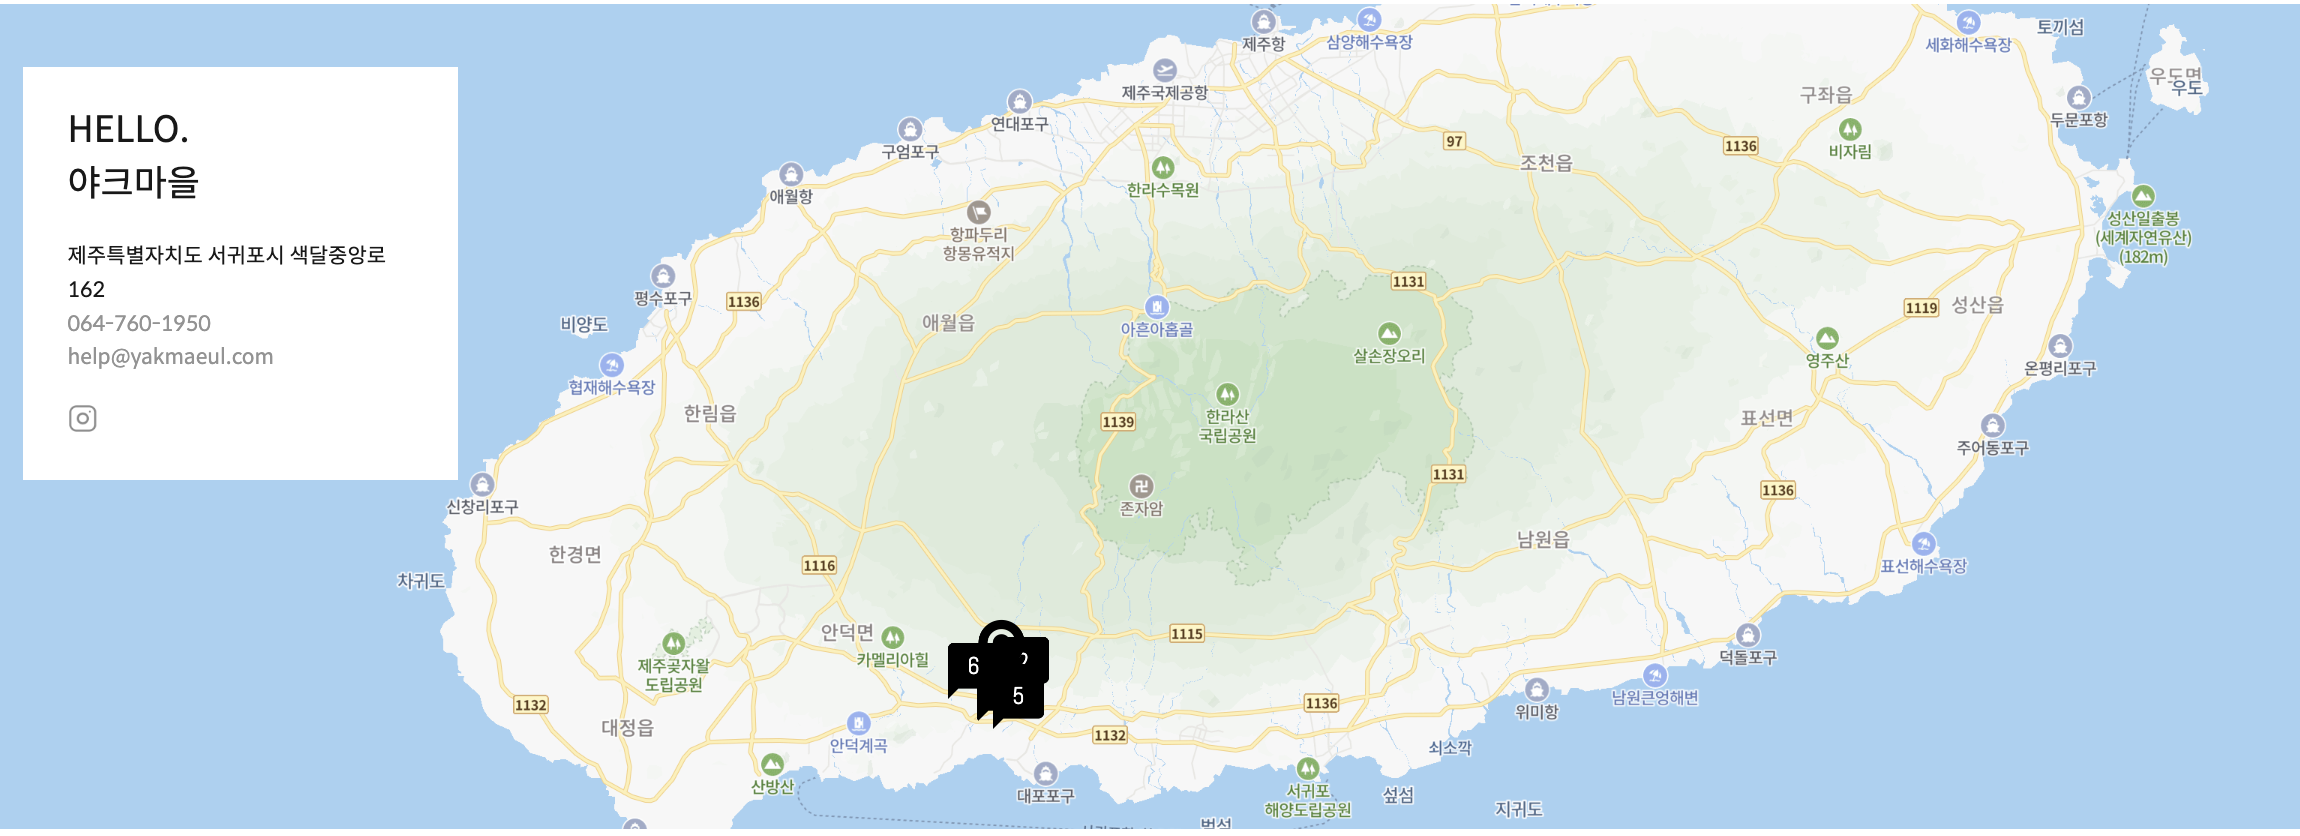 HELLO.
야크마을
제주특별자치도 서귀포시 색달중앙로
162
064-760-1950
help@yakmaeul.com
제주항
삼양해수욕장
세화해수욕장
토끼섬
우도면
우도
제주국제공항
연대포구
구좌읍
두문포항
구엄포구
97
1136
비자림
조천읍
한라수목원
애월항
항파두리
항몽유적지
성산일출봉
(세계자연유산)
(182m)
평수포구
1136
1131
1119
성산읍
비양도
애월읍
아흔아홉골
살손장오리
영주산
온평리포구
협재해수욕장
한림읍
1139
한라산
국립공원
표선면
주어동포구
1131
1136
신창리포구
존자암
남원읍
한경면
1116
표선해수욕장
차귀도
안덕면
카멜리아힐
1115
덕돌포구
제주곶자왈
도립공원
6
5
남원큰엉해변
1132
1136
위미항
대정읍
안덕계곡
1132
쇠소깍
산방산
대포포구
서귀포
해양도립공원
섶섬
지귀도
범섬